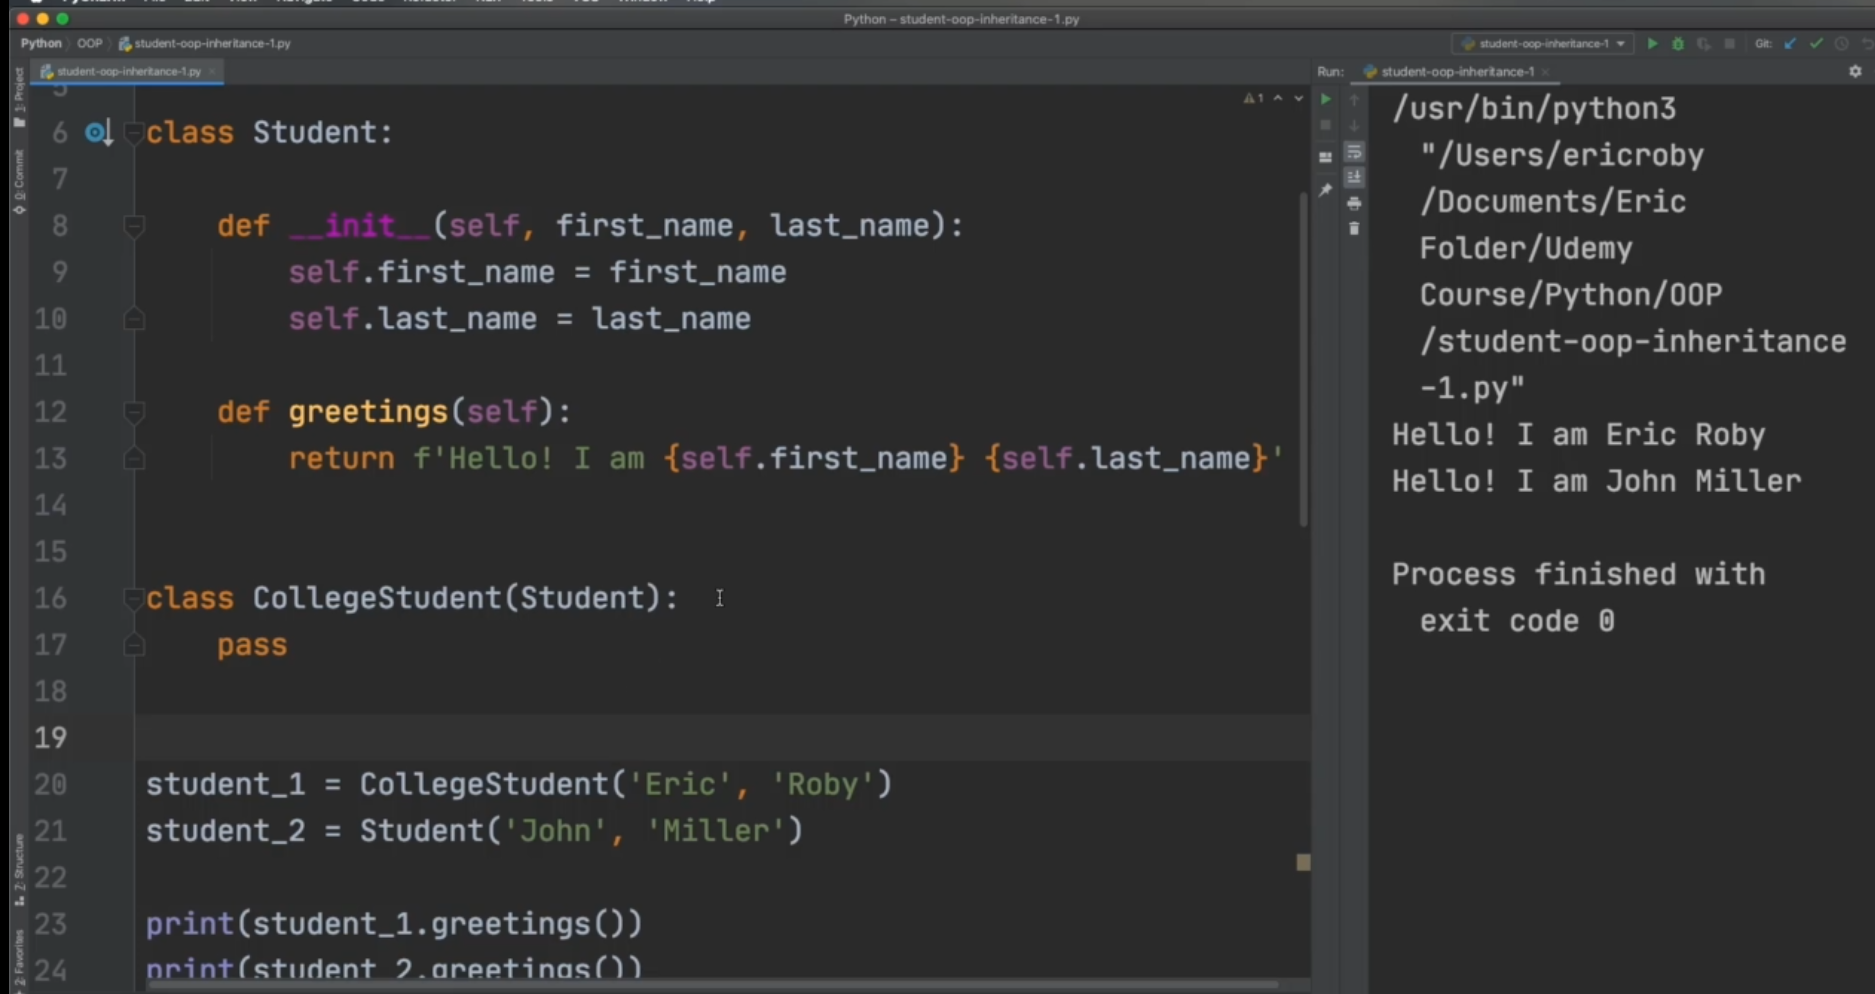 Python – student-oop-inheritance-1.py
Python OOP student-oop-inheritance-1.py
student-oop-inheritance-1
Git:
student-oop-inheritance-1.py
Run: student-oop-inheritance-1
1: Project
0: Commit
Z: Structure
2: Favorites
1
5
6 class Student:
7
8 def __init__(self, first_name, last_name):
9 self.first_name = first_name
10 self.last_name = last_name
11
12 def greetings(self):
13 return f'Hello! I am {self.first_name} {self.last_name}'
14
15
16 class CollegeStudent(Student):
17 pass
18
19
20 student_1 = CollegeStudent('Eric', 'Roby')
21 student_2 = Student('John', 'Miller')
22
23 print(student_1.greetings())
24 print(student_2.greetings())
/usr/bin/python3
"/Users/ericroby
/Documents/Eric
Folder/Udemy
Course/Python/OOP
/student-oop-inheritance
-1.py"
Hello! I am Eric Roby
Hello! I am John Miller
Process finished with
exit code 0